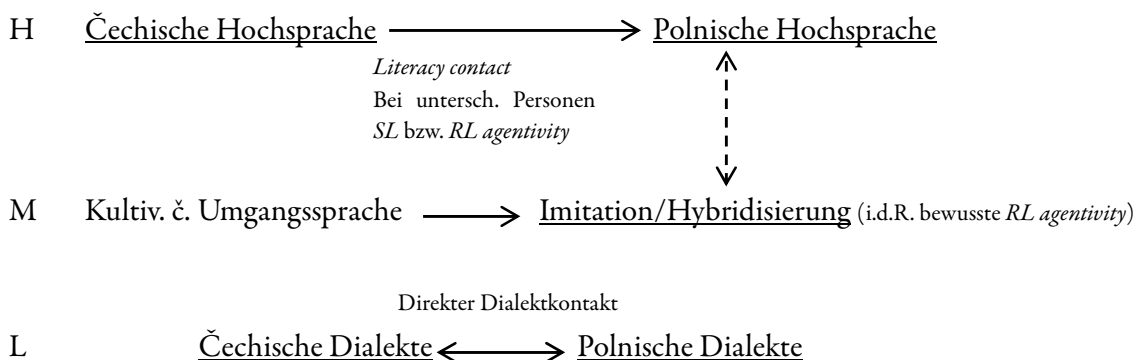 H Čechische Hochsprache Polnische Hochsprache
Literacy contact
Bei untersch. Personen
SL bzw. RL agentivity
M Kultiv. č. Umgangssprache Imitation/Hybridisierung (i.d.R. bewusste RL agentivity)
Direkter Dialektkontakt
L Čechische Dialekte Polnische Dialekte